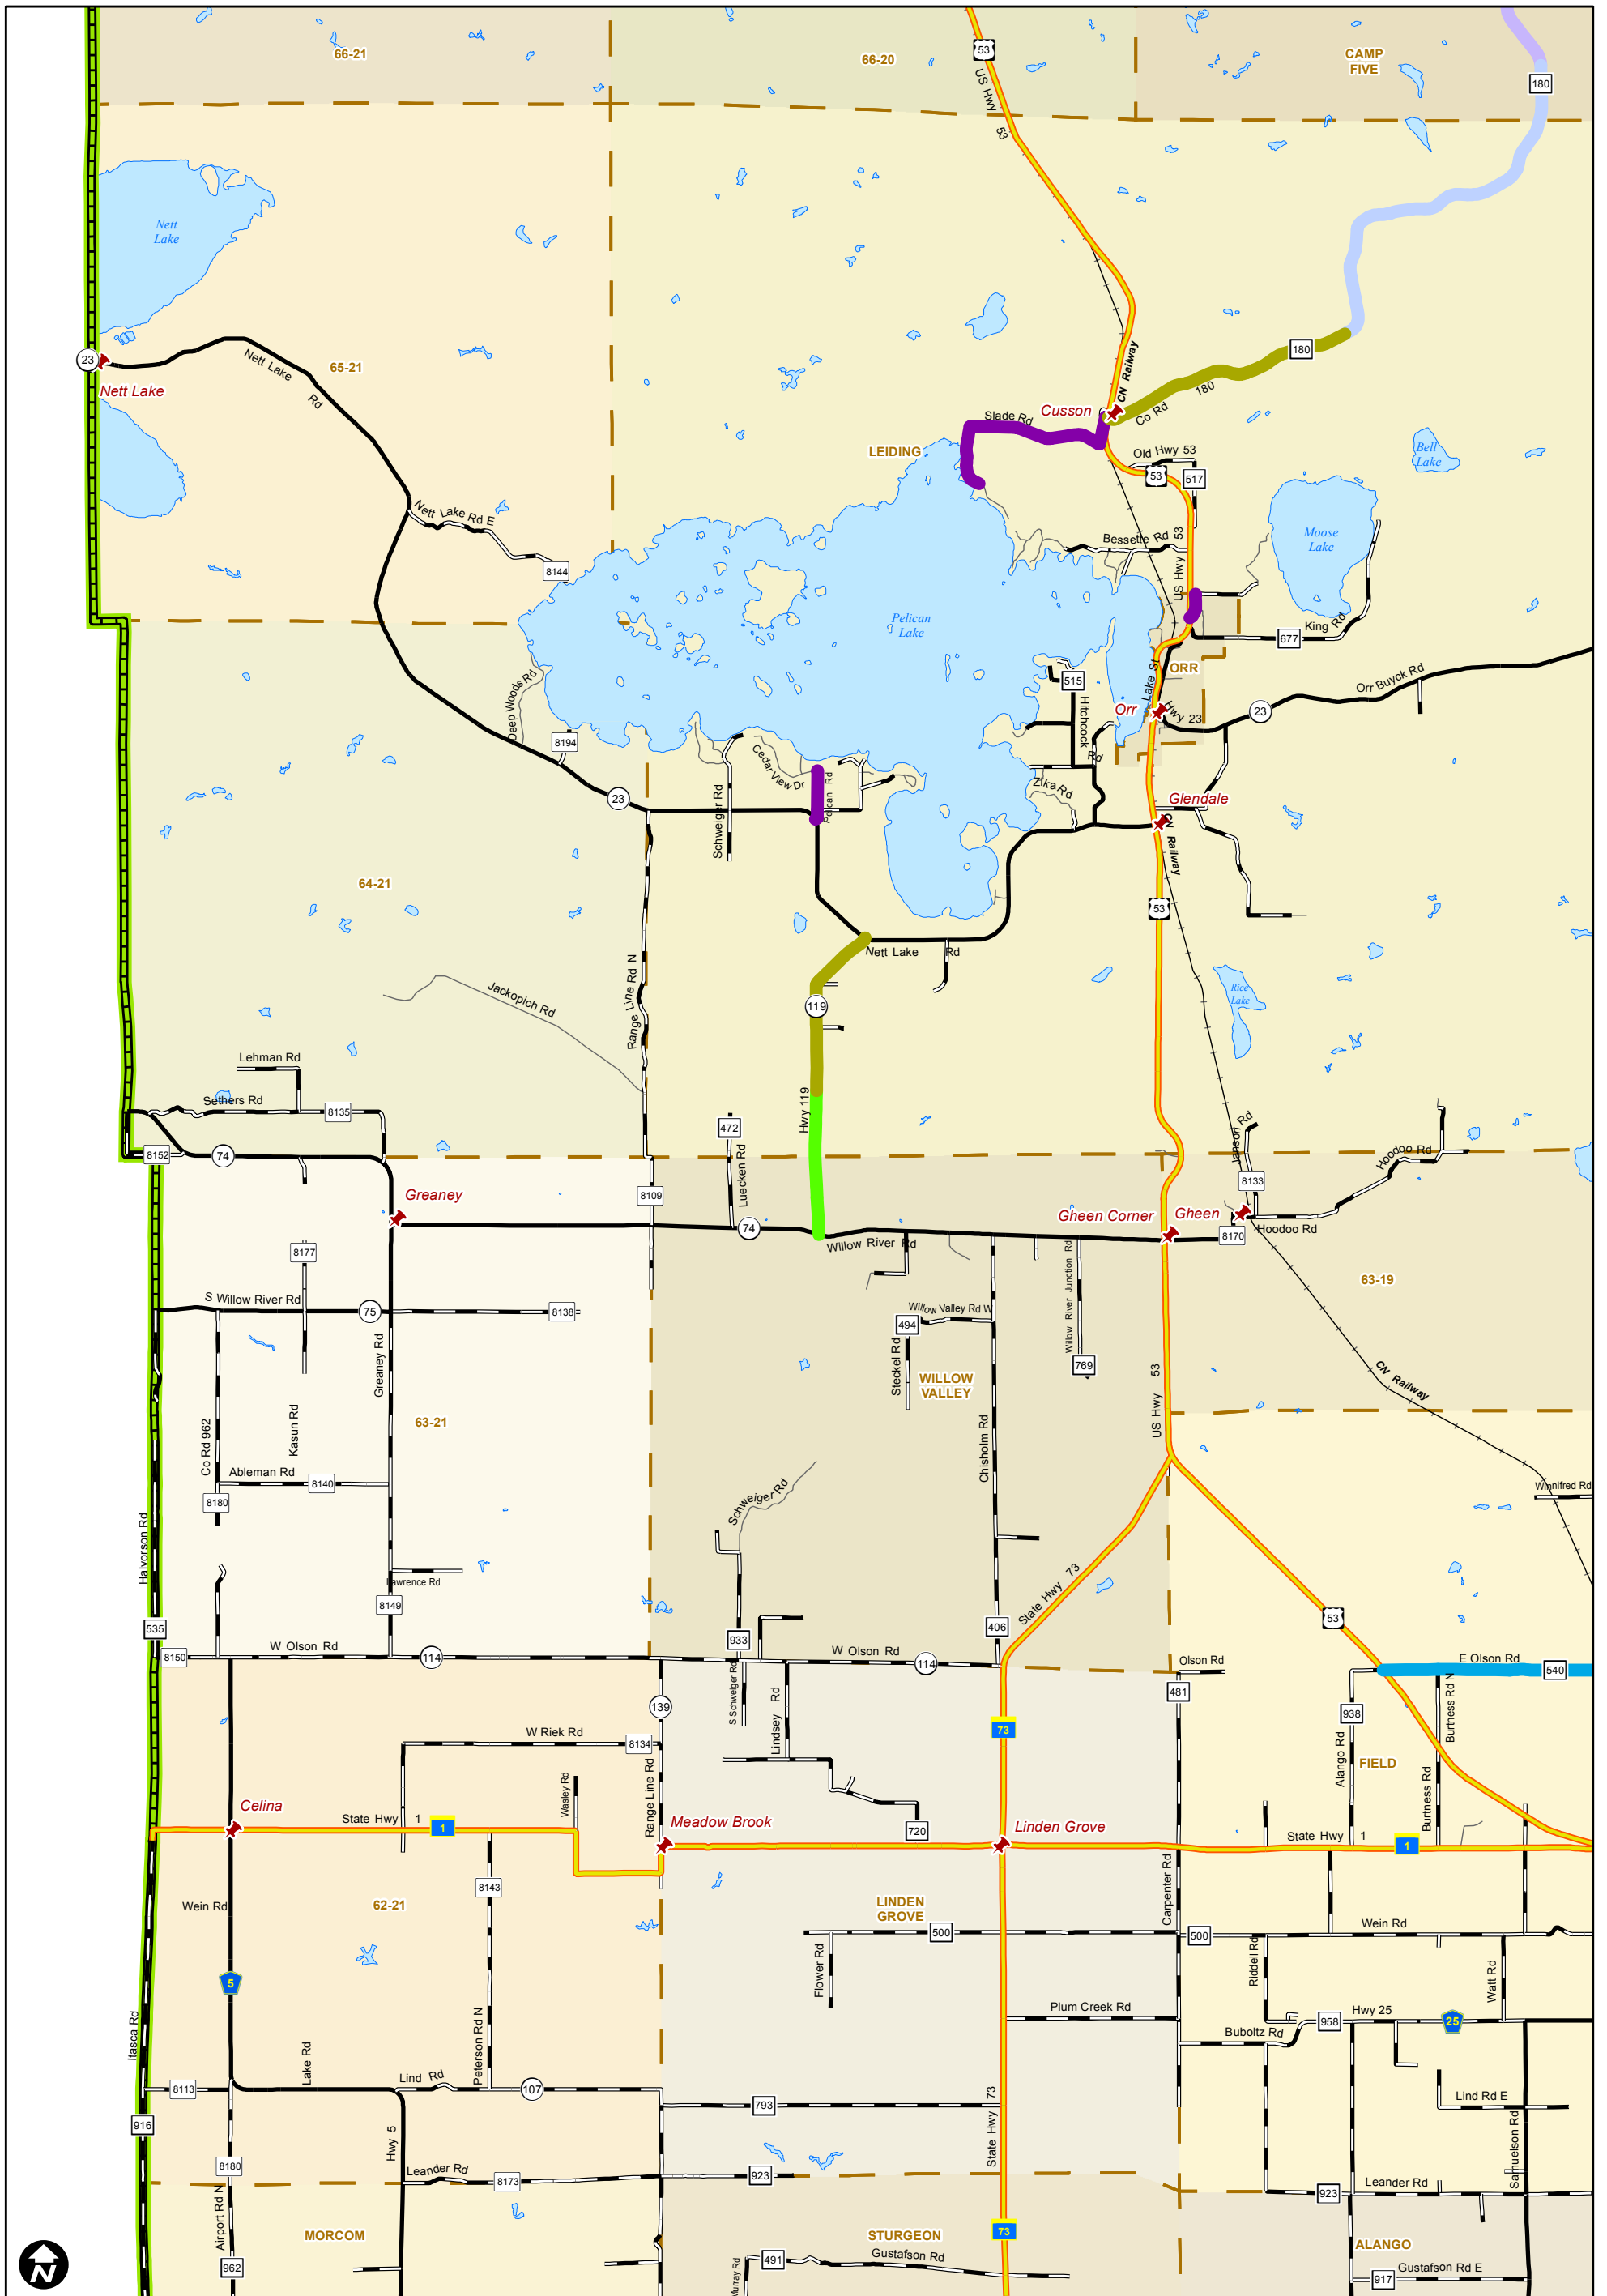 66-21
66-20
CAMP
FIVE
53
180
US Hwy
53
Nett
Lake
23
Nett Lake
Nett Lake
Rd
65-21
180
CN Railway
Cusson
Co Rd
180
Slade Rd
LEIDING
Old Hwy 53
53
517
Bell
Lake
Nett Lake Rd E
8144
Bessette Rd
US Hwy 53
Moose
Lake
Pelican
Lake
King Rd
677
ORR
Lake St
515
Hitchcock
Rd
Orr
Hwy 23
23
Orr Buyck Rd
Deep Woods Rd
8194
Cedar View Dr
Pelican Rd
Schweiger Rd
23
Zika Rd
Glendale
CN Railway
53
64-21
Nett Lake Rd
Range Line Rd N
Jackopich Rd
119
Rice
Lake
Lehman Rd
Sethers Rd
8135
Hwy 119
472
Luecken Rd
8152
74
Janson Rd
Hoodoo Rd
8133
Greaney
8109
74
Willow River Rd
Gheen Corner
Gheen
8170
Hoodoo Rd
8177
63-19
S Willow River Rd
75
8138
Greaney Rd
Willow Valley Rd W
494
Steckel Rd
Willow River Junction Rd
769
WILLOW
VALLEY
US Hwy 53
CN Railway
Co Rd 962
Kasun Rd
63-21
Chisholm Rd
Ableman Rd
8140
8180
Schweiger Rd
Winnifred Rd
Halvorson Rd
Lawrence Rd
8149
State Hwy 73
535
8150
W Olson Rd
114
933
W Olson Rd
114
406
53
Olson Rd
E Olson Rd
540
S Schweiger Rd
Lindsey Rd
139
481
938
Burtness Rd N
73
W Riek Rd
8134
Range Line Rd
Alango Rd
FIELD
Wasley Rd
Burtness Rd
Celina
State Hwy 1
1
Meadow Brook
720
Linden Grove
State Hwy 1
1
8143
Carpenter Rd
Wein Rd
62-21
LINDEN
GROVE
500
500
Wein Rd
Flower Rd
Riddell Rd
Watt Rd
5
Plum Creek Rd
958
Hwy 25
25
Buboltz Rd
Itasca Rd
Lake Rd
Peterson Rd N
Lind Rd
8113
107
793
State Hwy 73
Lind Rd E
916
Hwy 5
Samuelson Rd
8180
Leander Rd
8173
923
923
Leander Rd
Airport Rd N
MORCOM
STURGEON
73
ALANGO
962
Murray Rd
491
Gustafson Rd
917
Gustafson Rd E
N